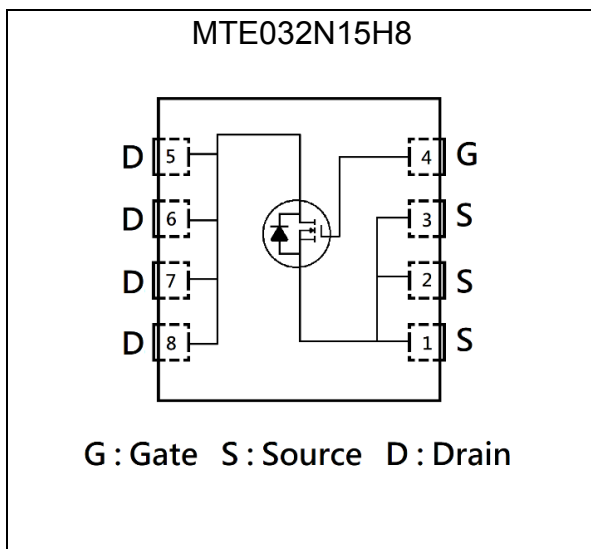 MTE032N15H8
D 5 4 G
D 6 3 S
D 7 2 S
D 8 1 S
G : Gate S : Source D : Drain